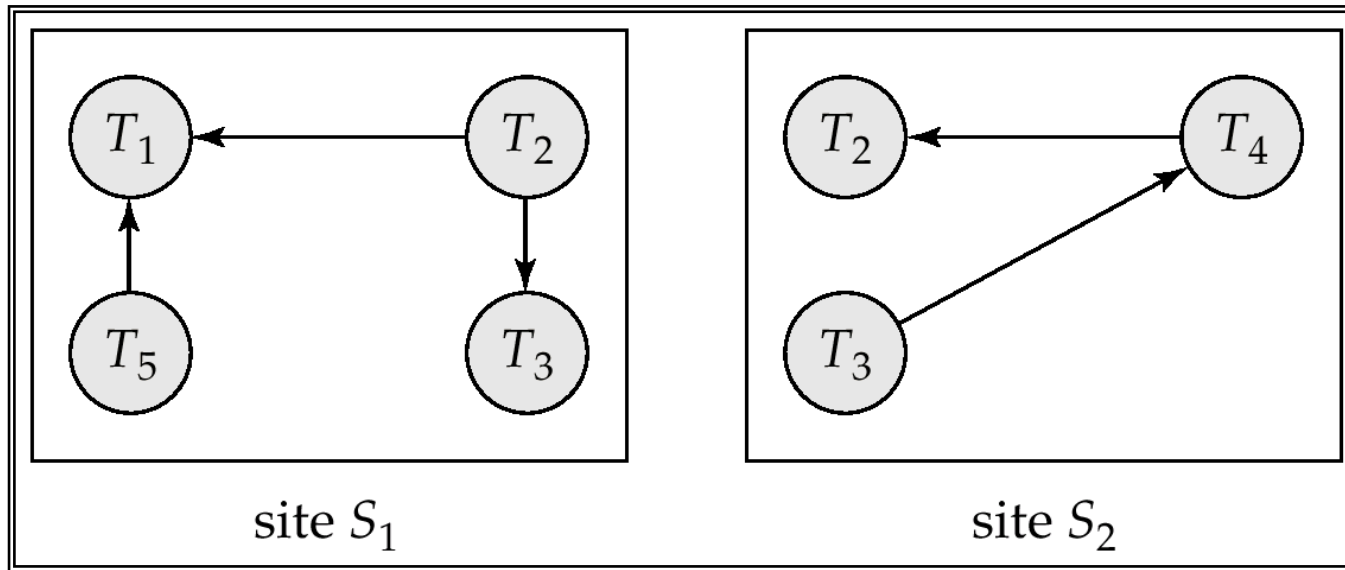 T₁
T₂
T₅
T₃
site S₁
T₂
T₄
T₃
site S₂